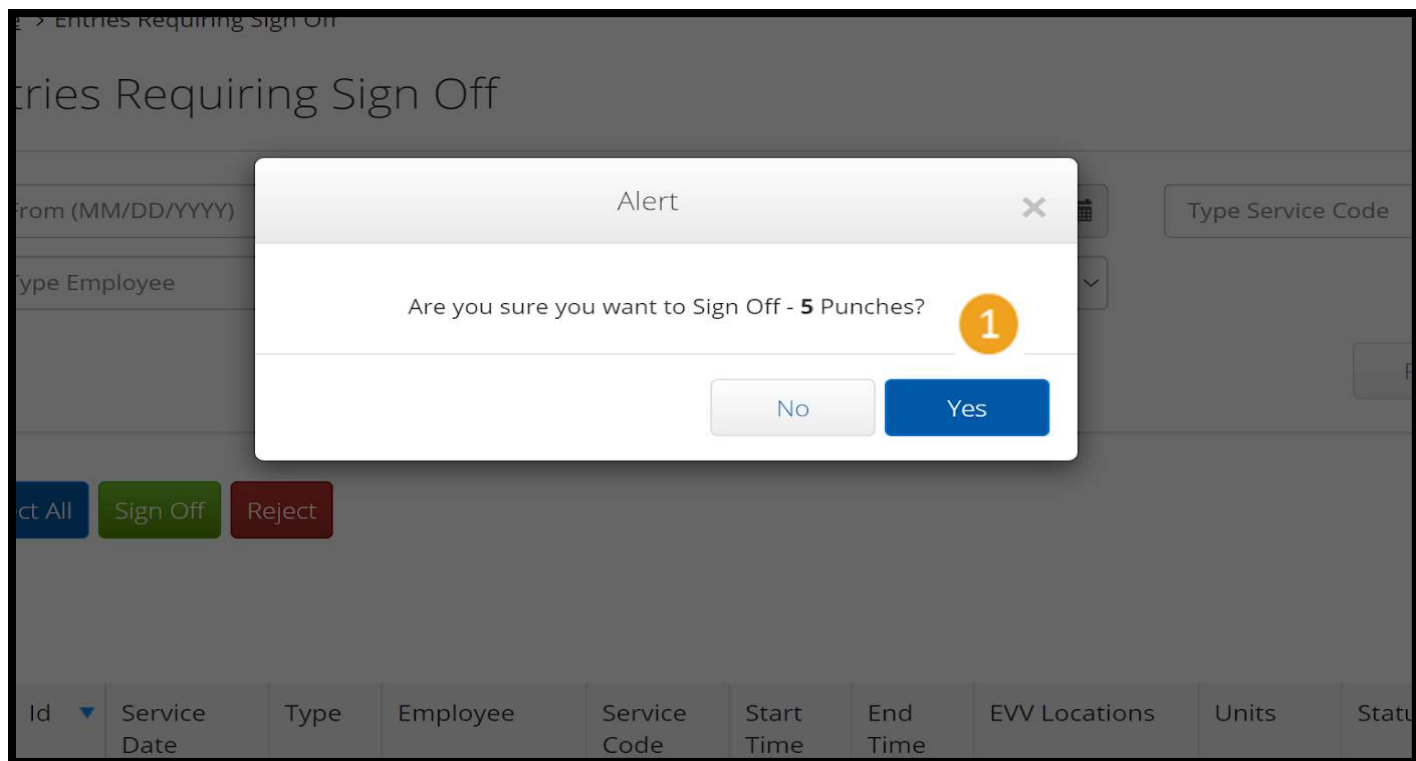 > Entries Requiring Sign Off
tries Requiring Sign Off
Alert
From (MM/DD/YYYY)
Type Service Code
Type Employee
Are you sure you want to Sign Off - 5 Punches?
1
No
Yes
ct All
Sign Off
Reject
Id
Service Date
Type
Employee
Service Code
Start Time
End Time
EVV Locations
Units
Statu